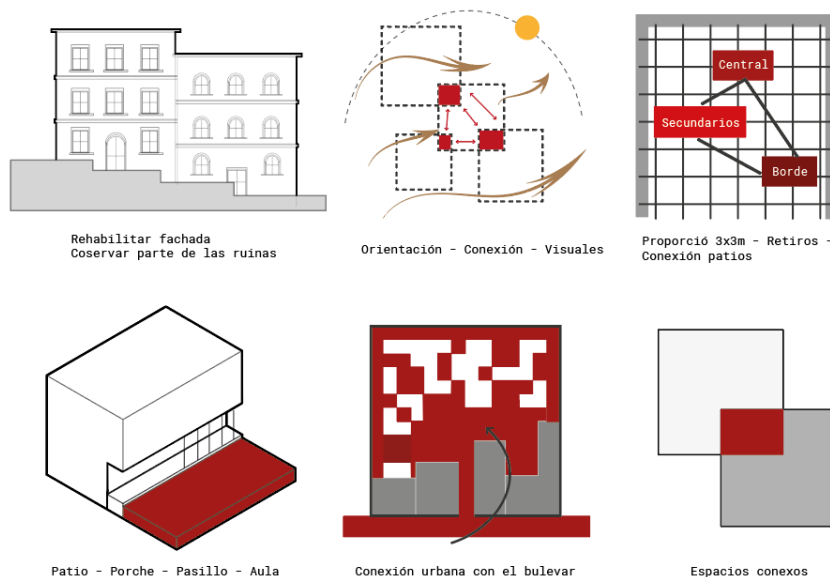 Central
Secundarios
Borde
Rehabilitar fachada
Coservar parte de las ruinas
Orientación - Conexión - Visuales
Proporció 3x3m - Retiros -
Conexión patios
Patio - Porche - Pasillo - Aula
Conexión urbana con el bulevar
Espacios conexos